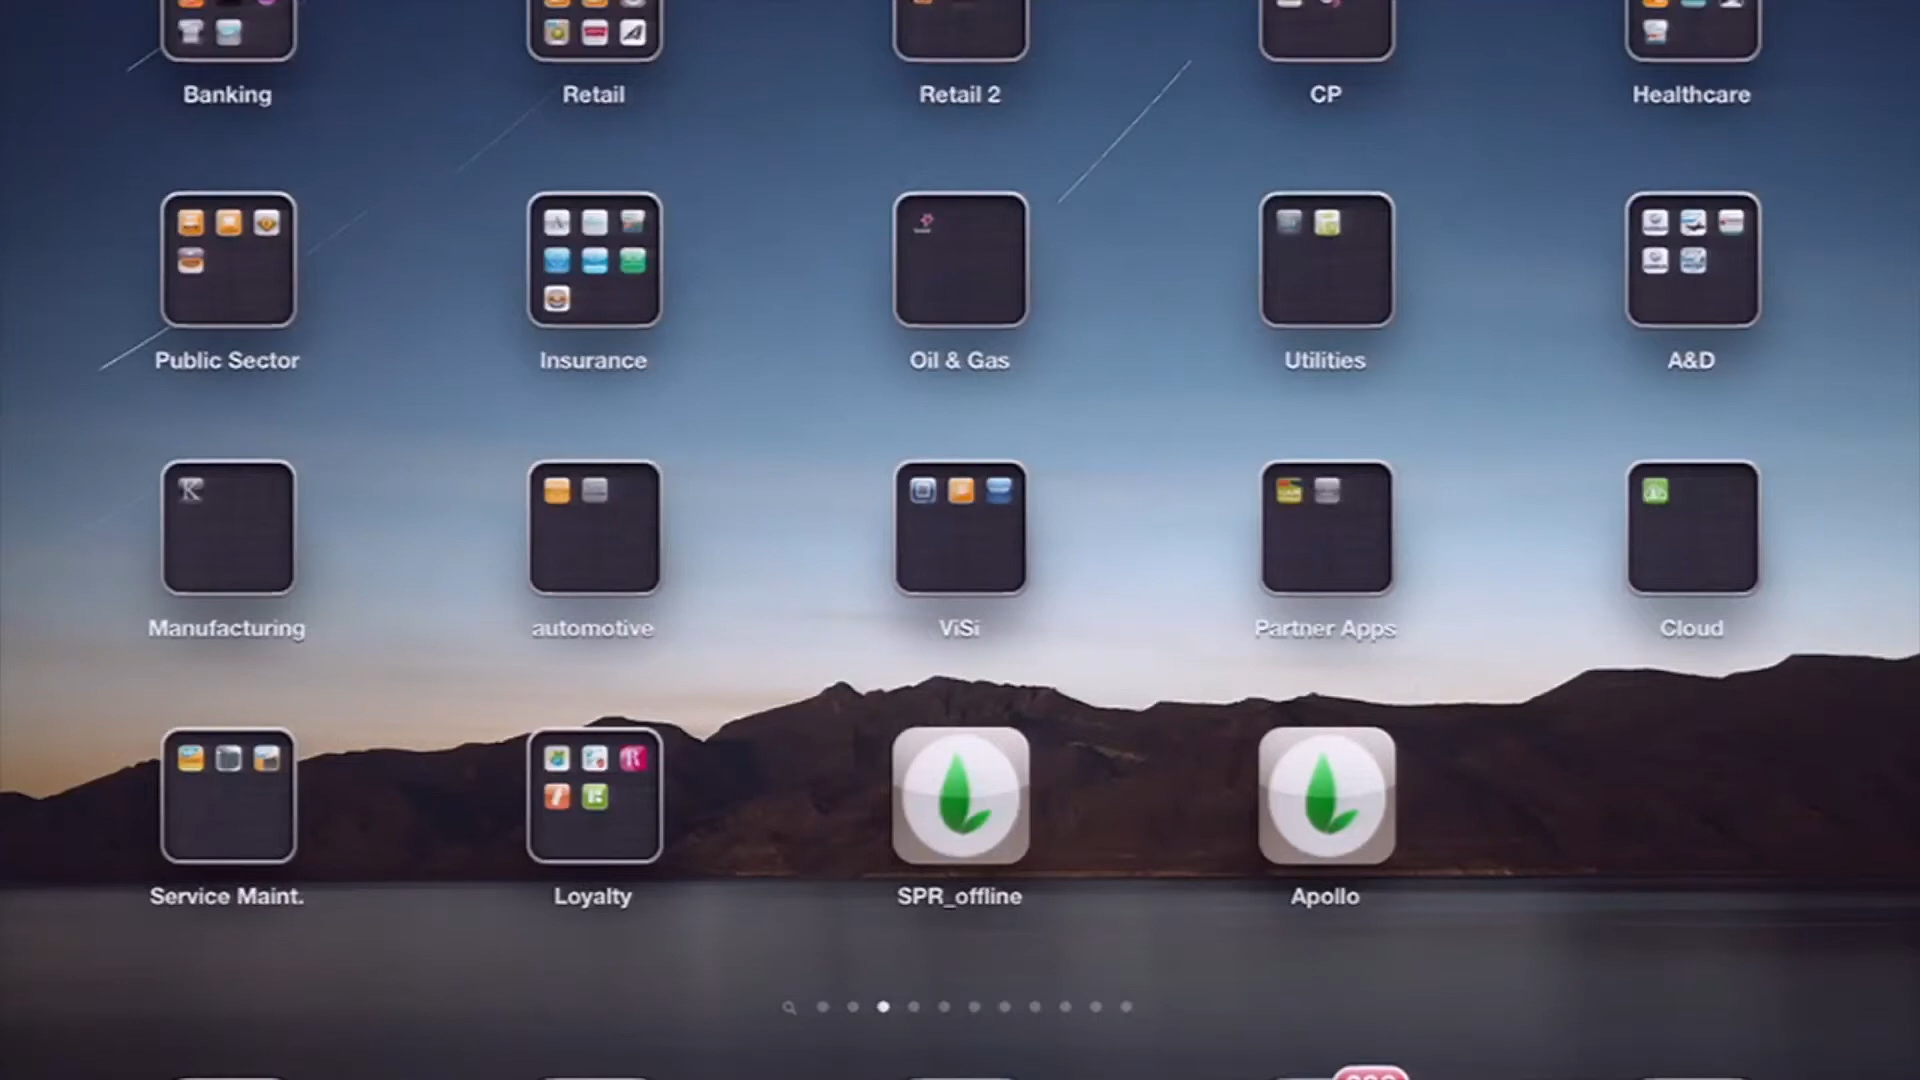 Banking Retail Retail 2 CP Healthcare
Public Sector Insurance Oil & Gas Utilities A&D
K
Manufacturing automotive ViSi Partner Apps Cloud
R
Service Maint. Loyalty SPR_offline Apollo